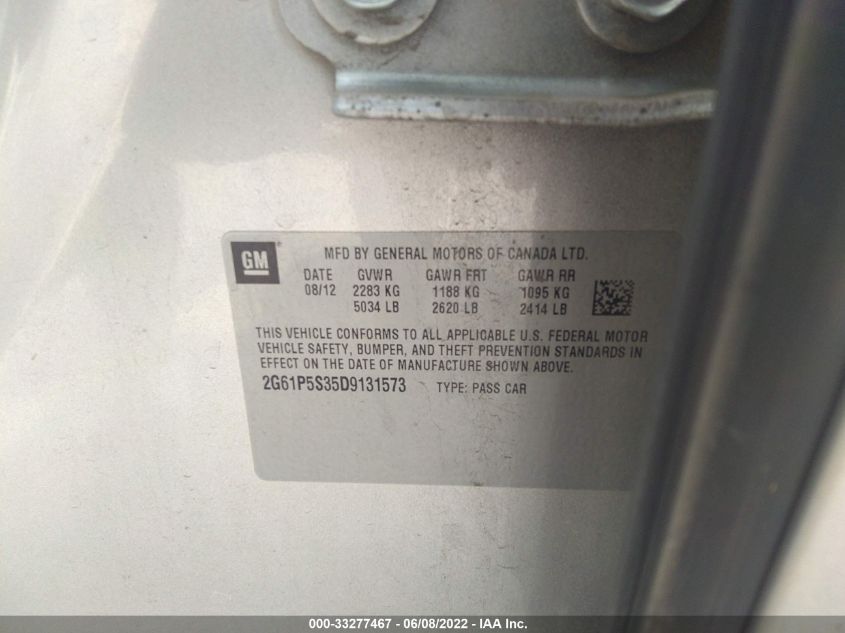 GM
MFD BY GENERAL MOTORS OF CANADA LTD.
DATE GVWR GAWR FRT GAWR RR
08/12 2283 KG 1188 KG 1095 KG
5034 LB 2620 LB 2414 LB
THIS VEHICLE CONFORMS TO ALL APPLICABLE U.S. FEDERAL MOTOR
VEHICLE SAFETY, BUMPER, AND THEFT PREVENTION STANDARDS IN
EFFECT ON THE DATE OF MANUFACTURE SHOWN ABOVE.
2G61P5S35D9131573 TYPE: PASS CAR
000-33277467 - 06/08/2022 - IAA Inc.